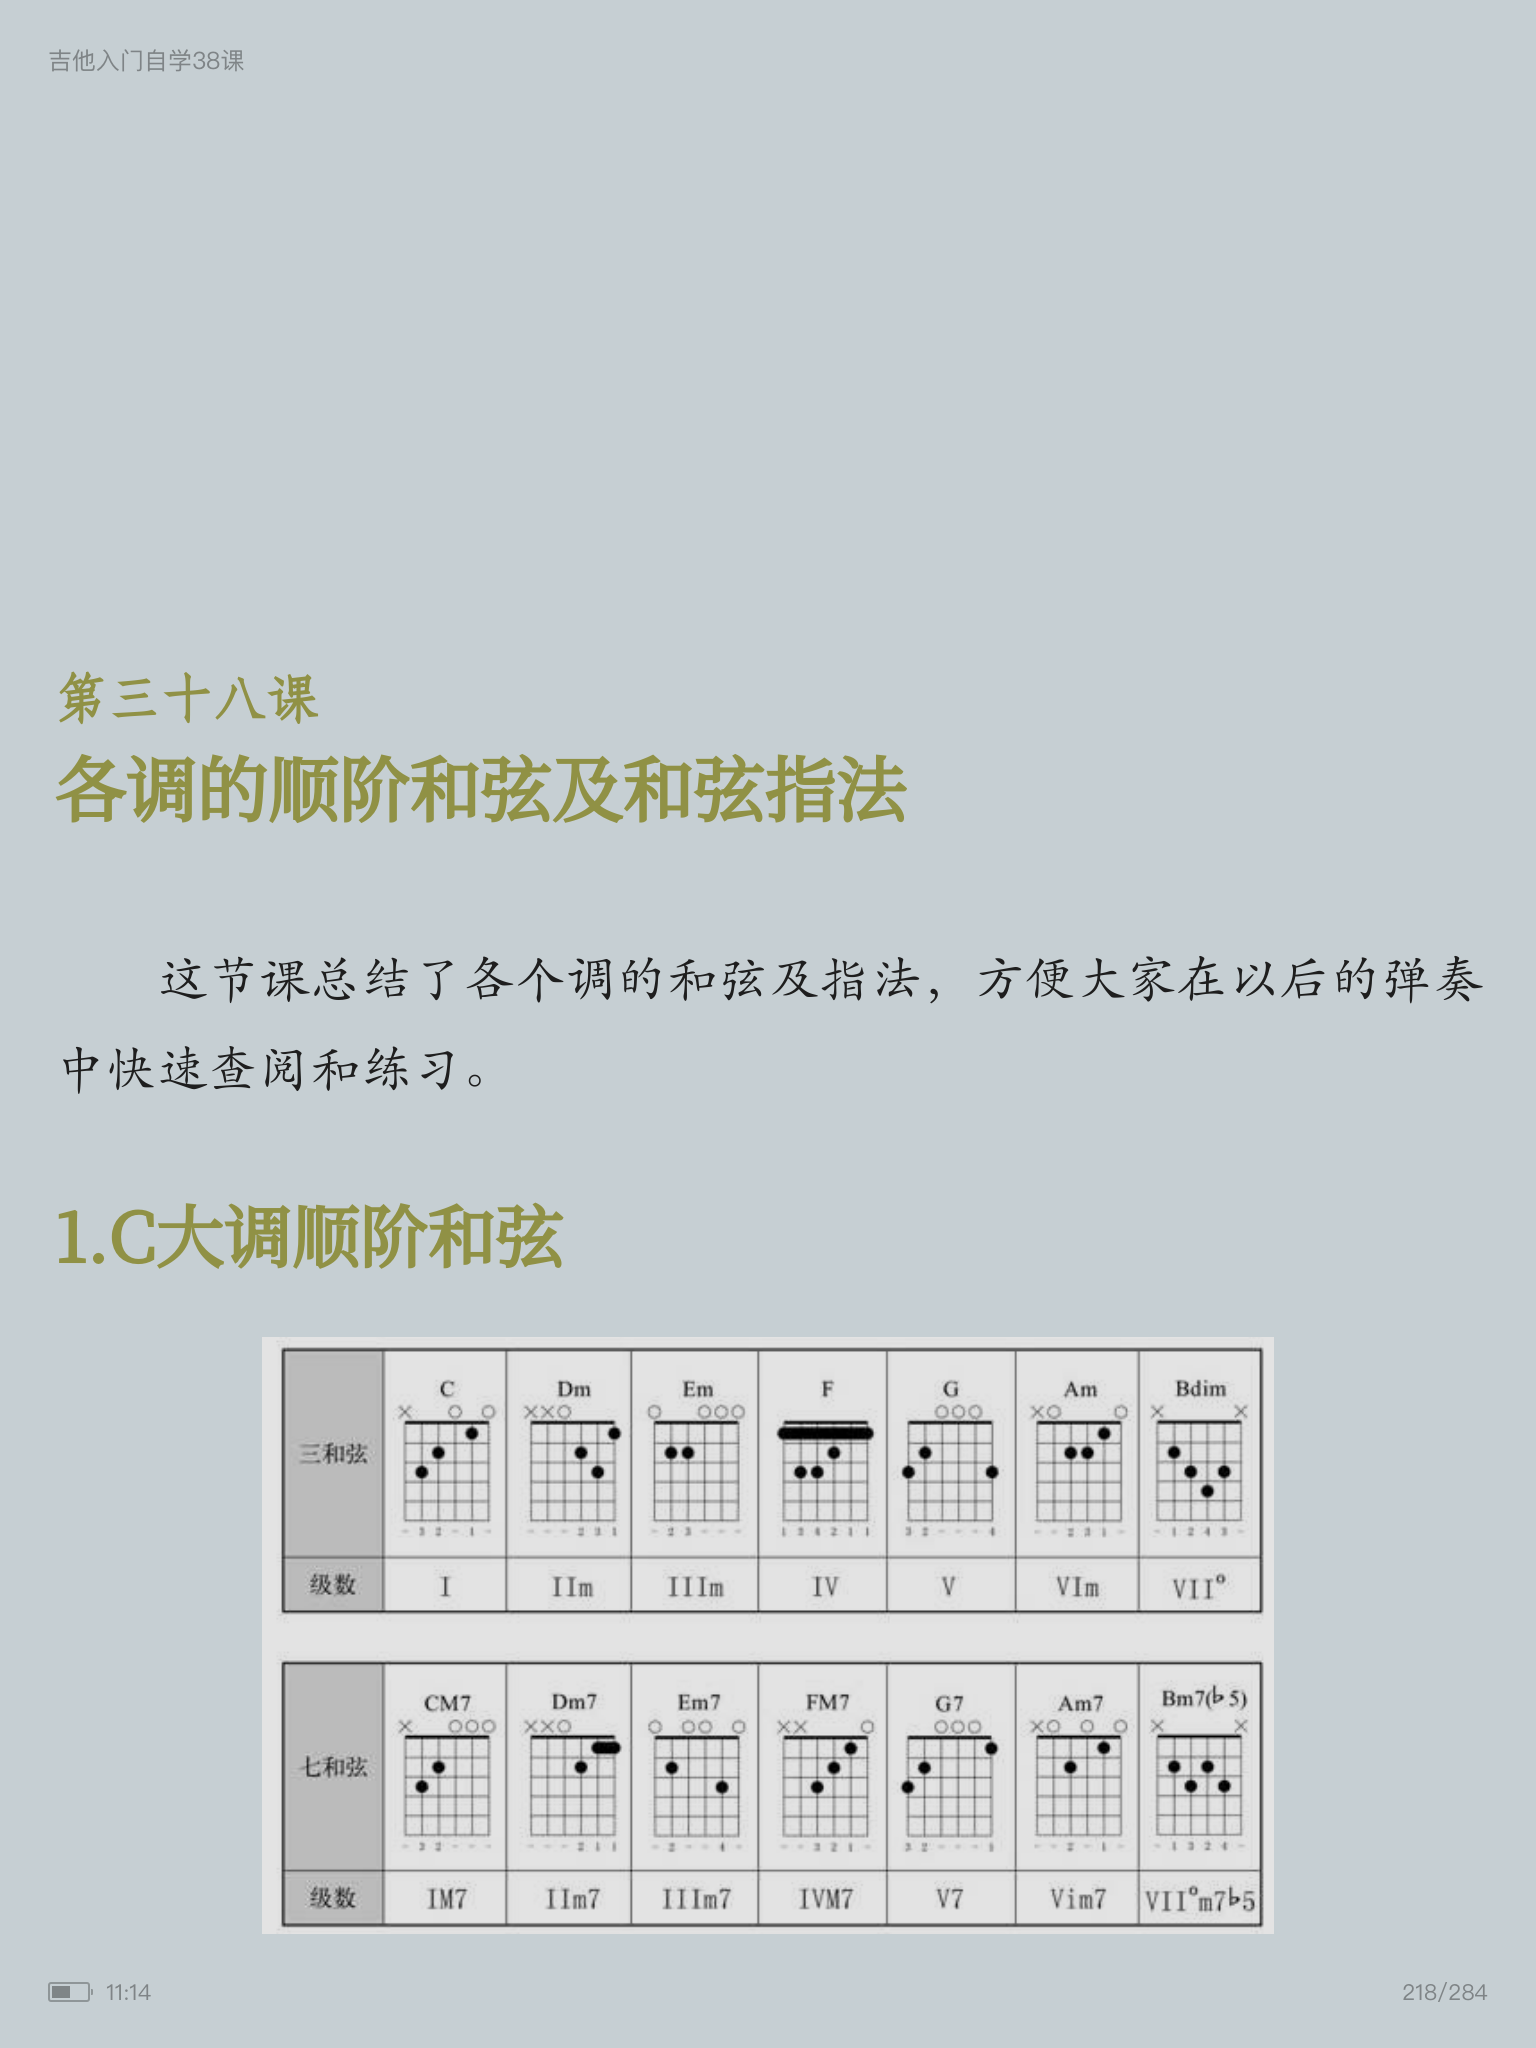 吉他入门自学38课
第三十八课
各调的顺阶和弦及和弦指法
这节课总结了各个调的和弦及指法，方便大家在以后的弹奏
中快速查阅和练习。
1.C大调顺阶和弦
三和弦 C Dm Em F G Am Bdim
级数 I IIm IIIm IV V VIm VII°
七和弦 CM7 Dm7 Em7 FM7 G7 Am7 Bm7(♭5)
级数 IM7 IIm7 IIIm7 IVM7 V7 Vim7 VII°m7♭5
11:14 218/284